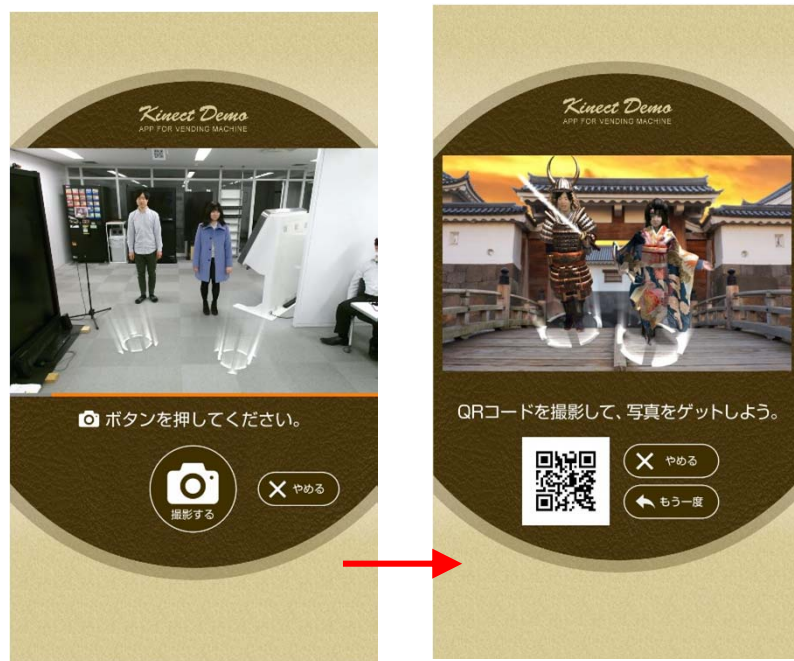 Kinect Demo
APP FOR VENDING MACHINE
ボタンを押してください。
撮影する
やめる
Kinect Demo
APP FOR VENDING MACHINE
QRコードを撮影して、写真をゲットしよう。
やめる
もう一度